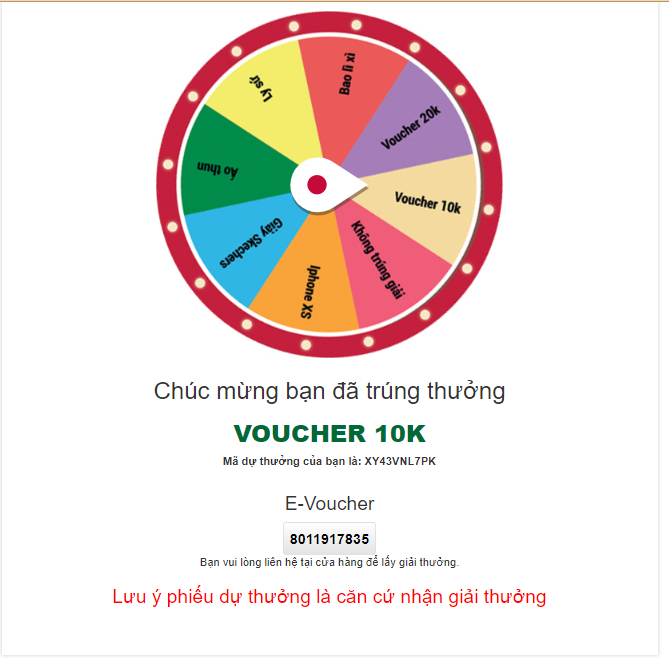 Bao lì xì
Voucher 20k
Voucher 10k
Không trúng giải
Iphone XS
Giày Skechers
Áo thun
Ly sứ
Chúc mừng bạn đã trúng thưởng
VOUCHER 10K
Mã dự thưởng của bạn là: XY43VNL7PK
E-Voucher
8011917835
Bạn vui lòng liên hệ tại cửa hàng để lấy giải thưởng.
Lưu ý phiếu dự thưởng là căn cứ nhận giải thưởng